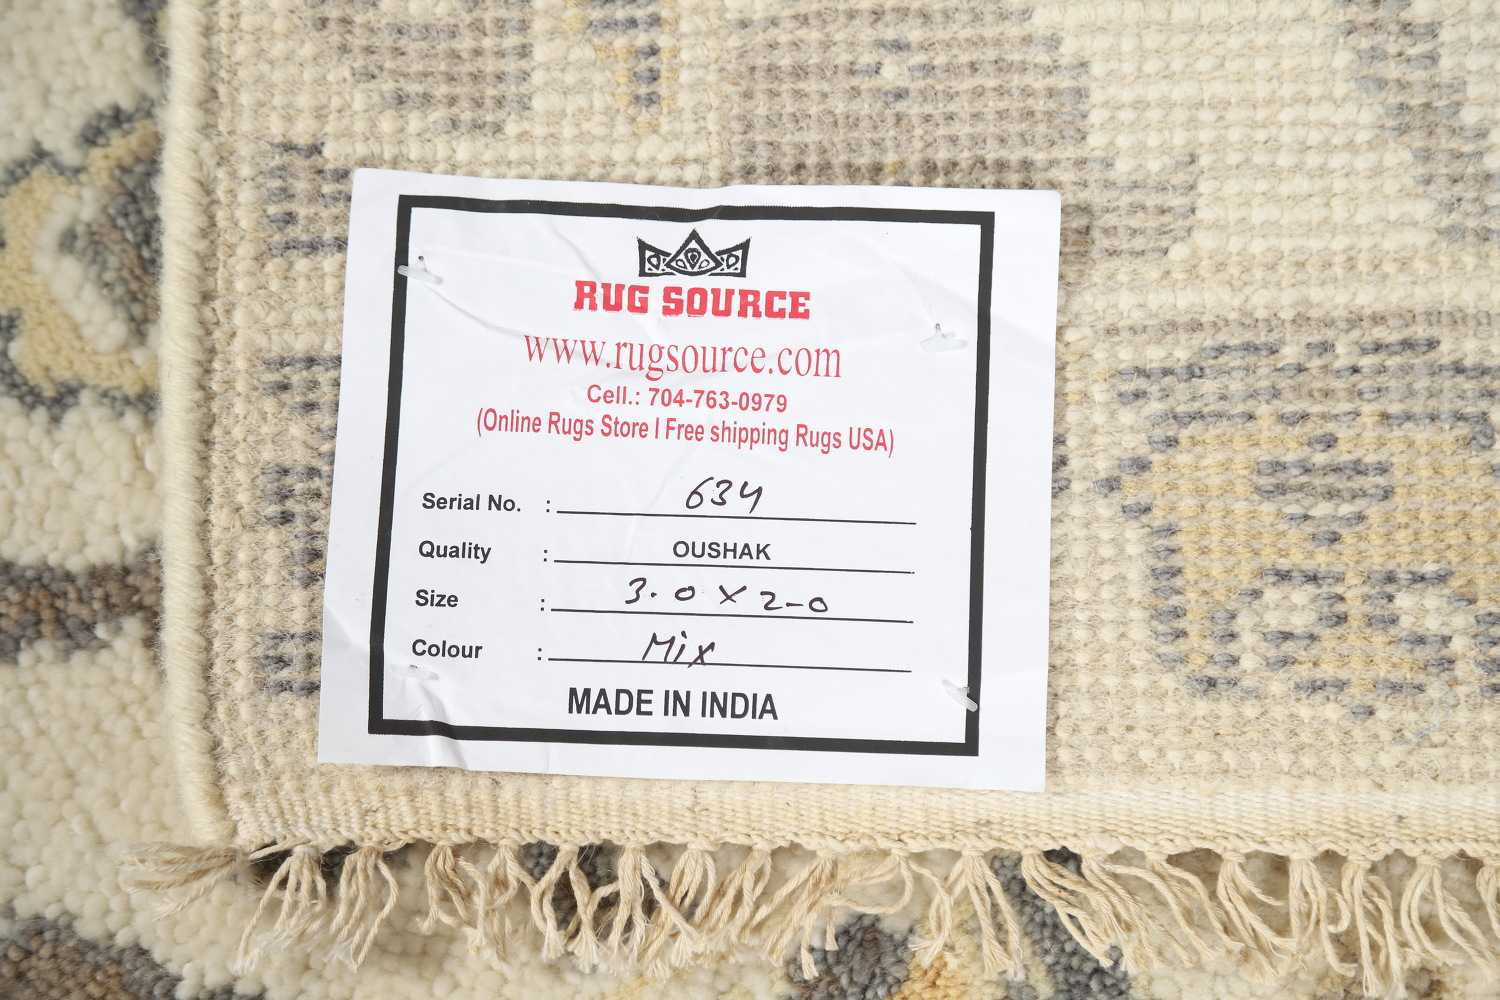 RUG SOURCE
www.rugsource.com
Cell.: 704-763-0979
(Online Rugs Store I Free shipping Rugs USA)
Serial No. : 634
Quality : OUSHAK
Size : 3.0 x 2-0
Colour : Mix
MADE IN INDIA